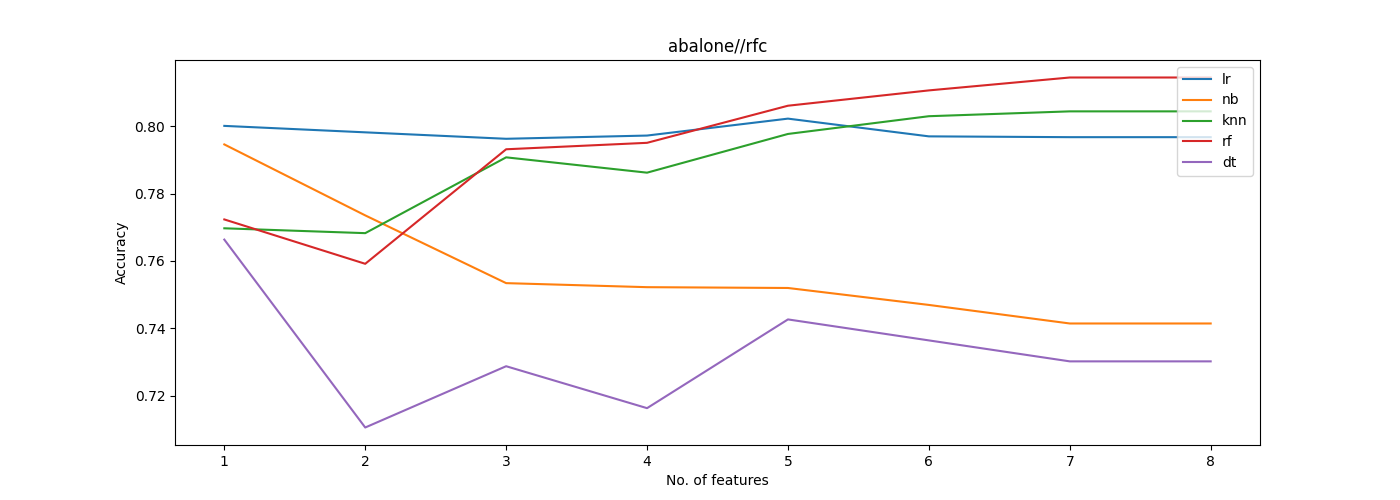 abalone//rfc
lr
nb
knn
rf
dt
0.80
0.78
0.76
0.74
0.72
Accuracy
1 2 3 4 5 6 7 8
No. of features